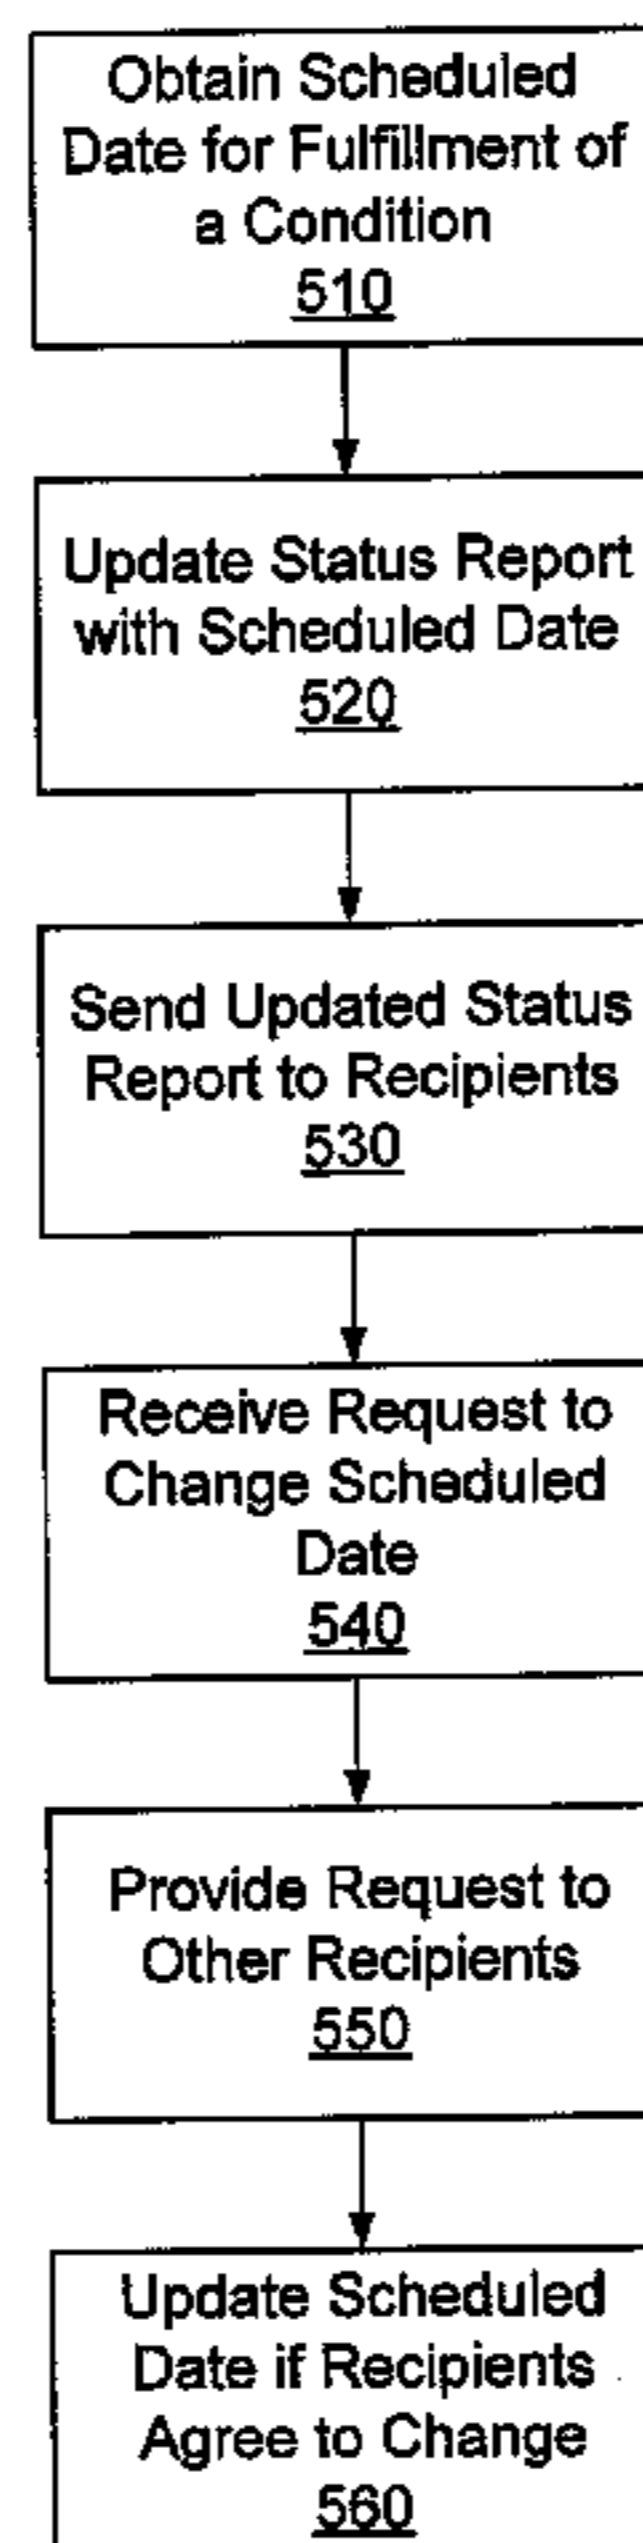 Obtain Scheduled
Date for Fulfillment of
a Condition
510
Update Status Report
with Scheduled Date
520
Send Updated Status
Report to Recipients
530
Receive Request to
Change Scheduled
Date
540
Provide Request to
Other Recipients
550
Update Scheduled
Date if Recipients
Agree to Change
560